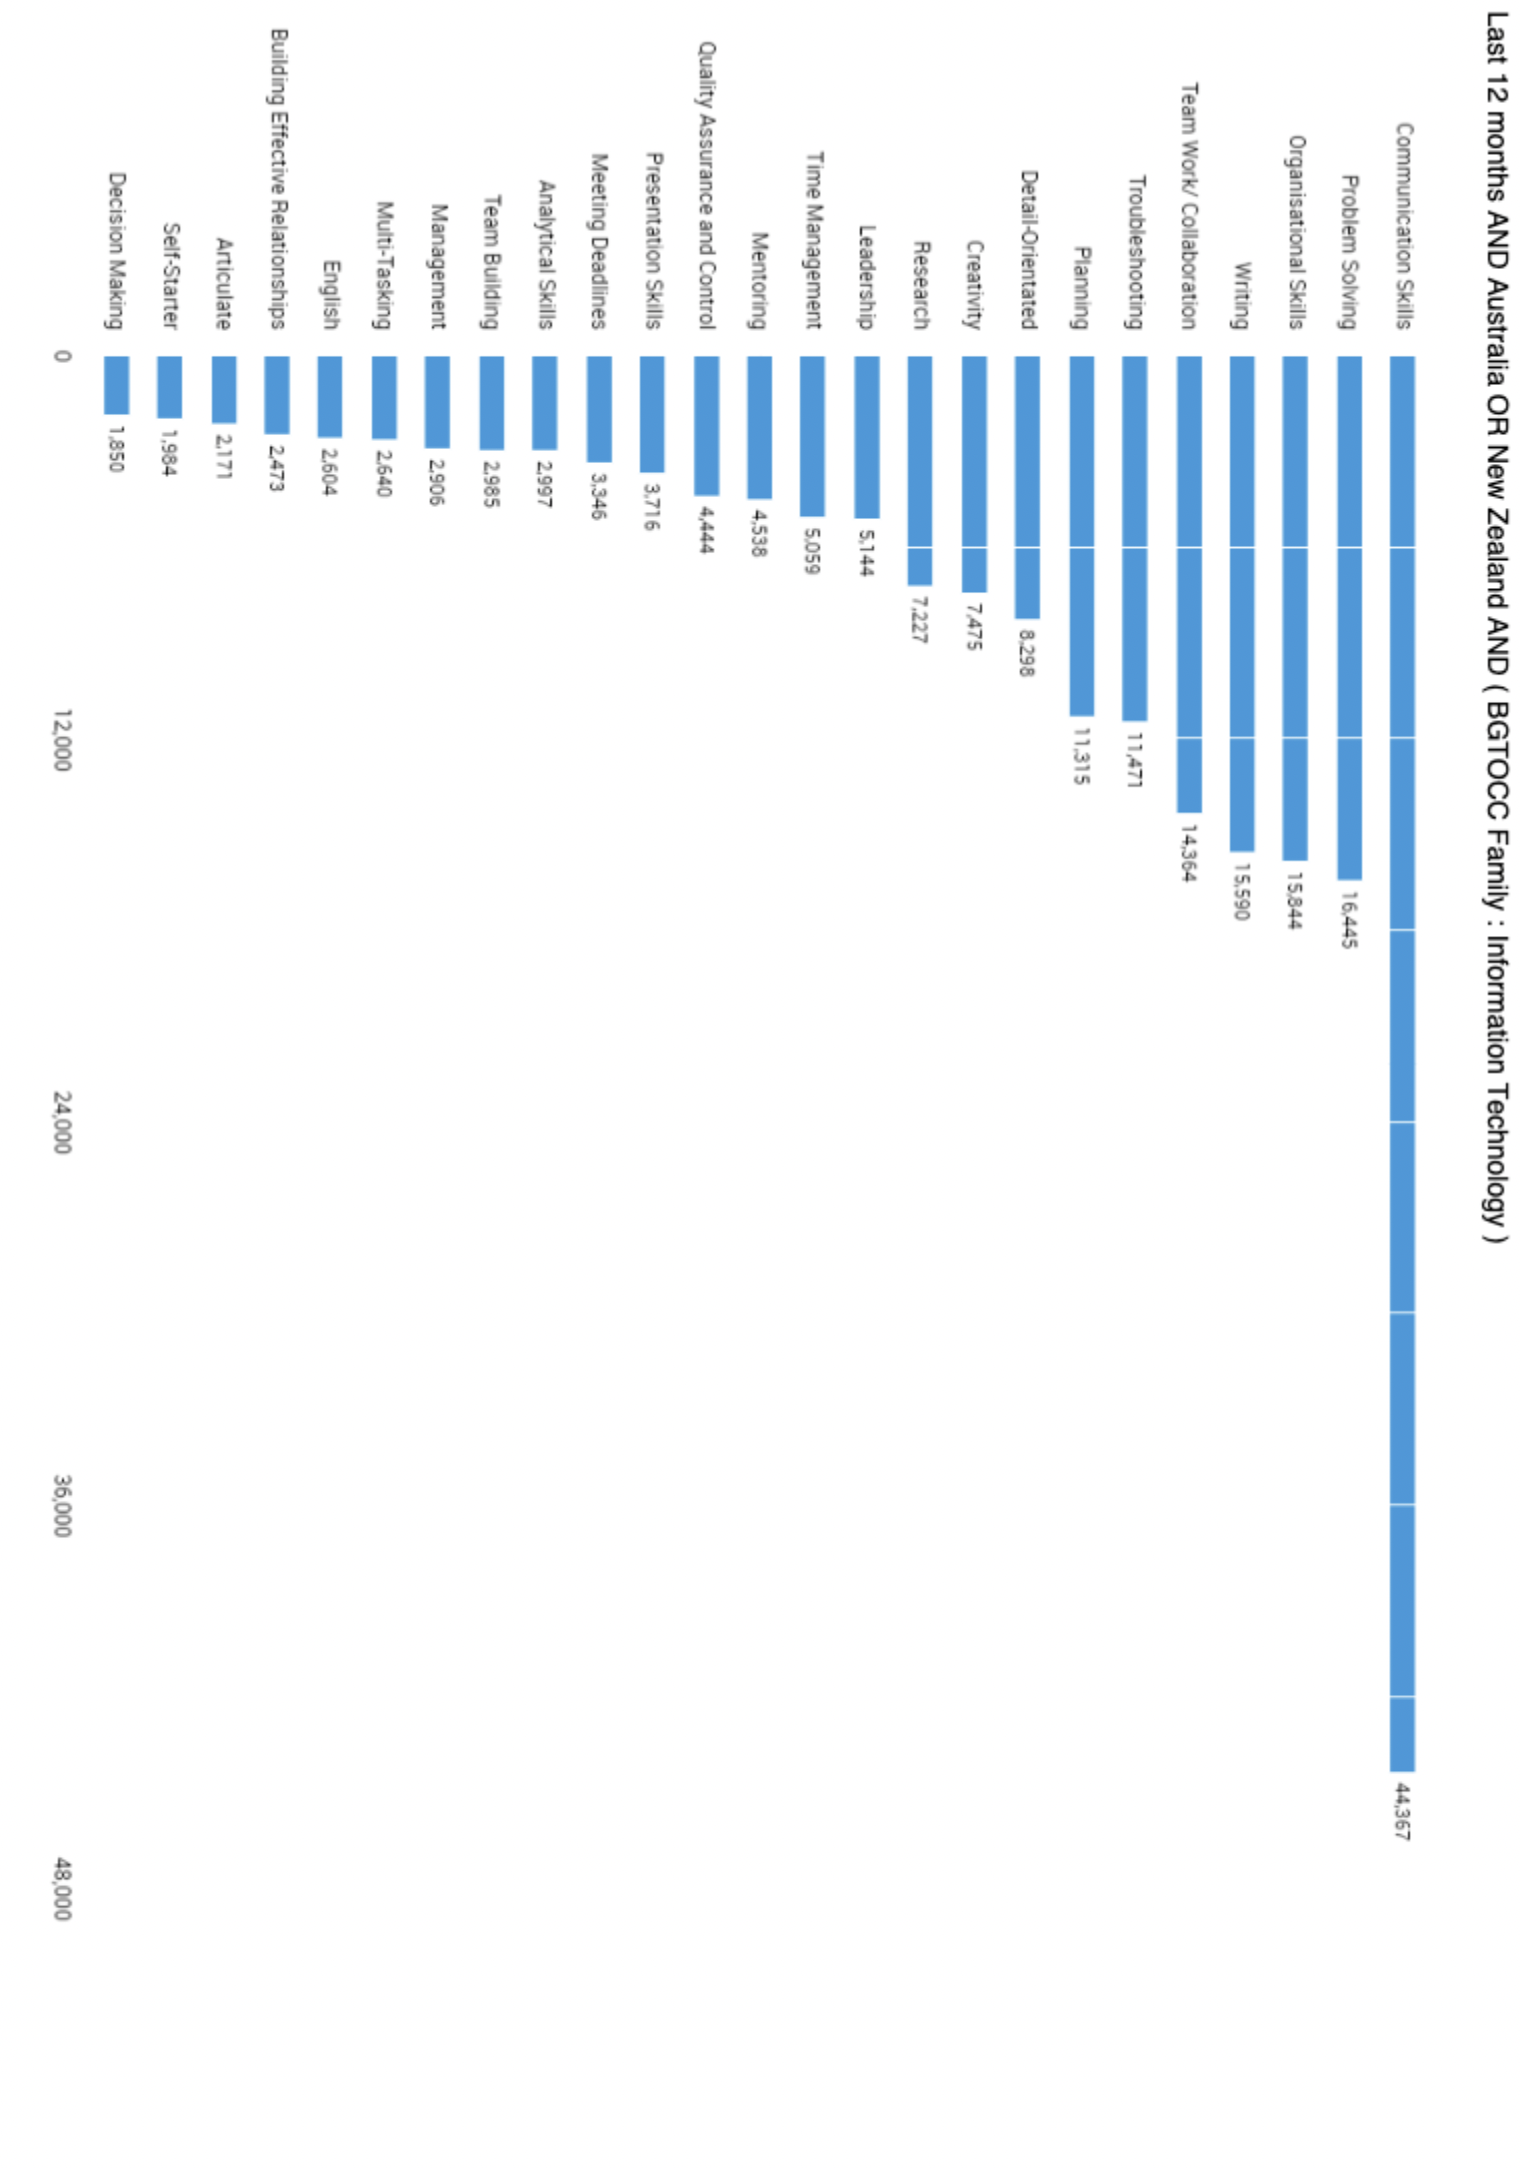 Last 12 months AND Australia OR New Zealand AND ( BGTOCC Family : Information Technology )
Communication Skills 44,367
Problem Solving 16,445
Organisational Skills 15,844
Writing 15,590
Team Work/ Collaboration 14,364
Troubleshooting 11,471
Planning 11,315
Detail-Orientated 8,298
Creativity 7,475
Research 7,227
Leadership 5,144
Time Management 5,059
Mentoring 4,538
Quality Assurance and Control 4,444
Presentation Skills 3,716
Meeting Deadlines 3,346
Analytical Skills 2,997
Team Building 2,985
Management 2,906
Multi-Tasking 2,640
English 2,604
Building Effective Relationships 2,473
Articulate 2,171
Self-Starter 1,984
Decision Making 1,850
0 12,000 24,000 36,000 48,000